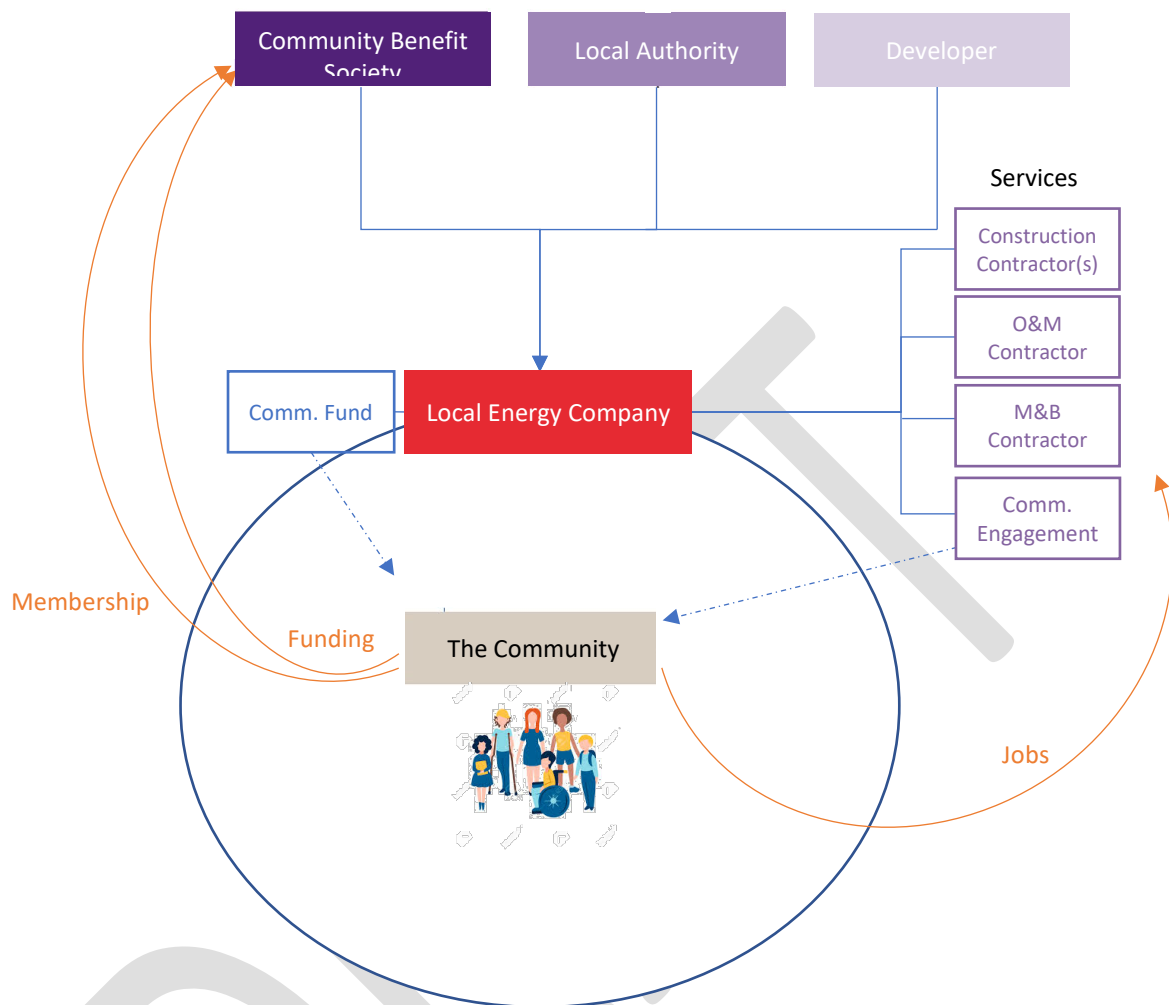 Community Benefit
Society
Local Authority
Developer
Services
Construction
Contractor(s)
O&M
Contractor
M&B
Contractor
Comm.
Engagement
Comm. Fund
Local Energy Company
Membership
Funding
The Community
Jobs